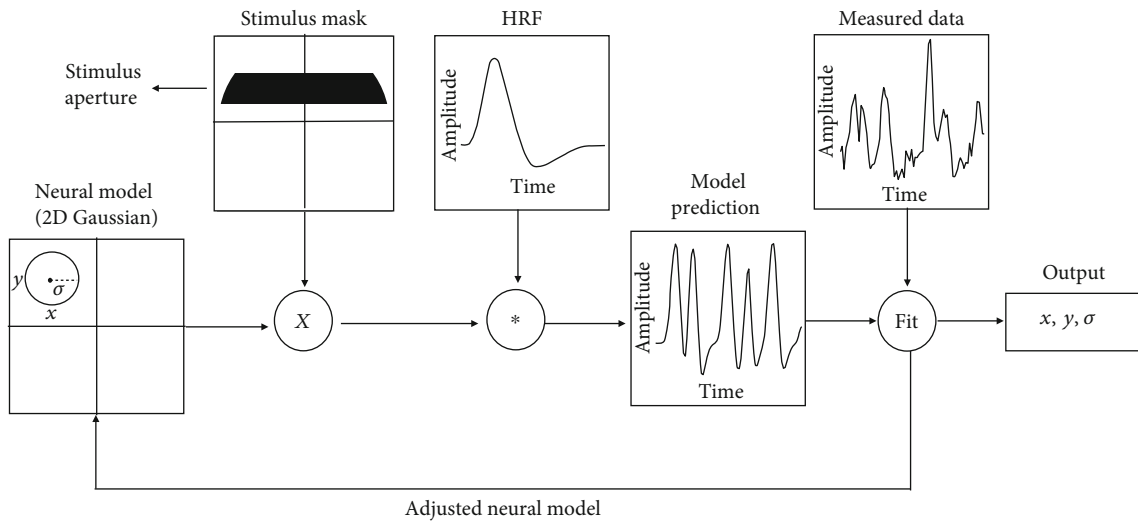 Stimulus mask
HRF
Measured data
Stimulus
aperture
Amplitude
Time
Amplitude
Time
Neural model
(2D Gaussian)
y
σ
x
X
*
Model
prediction
Amplitude
Time
Fit
Output
x, y, σ
Adjusted neural model